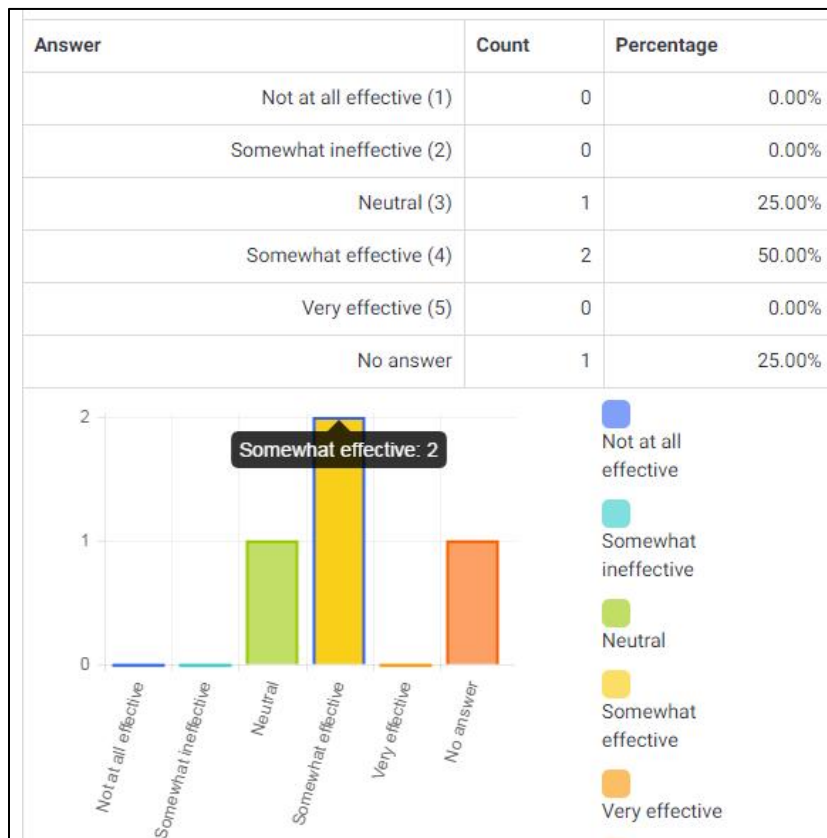 Answer Count Percentage
Not at all effective (1) 0 0.00%
Somewhat ineffective (2) 0 0.00%
Neutral (3) 1 25.00%
Somewhat effective (4) 2 50.00%
Very effective (5) 0 0.00%
No answer 1 25.00%
2
Somewhat effective: 2
1
0
Not at all effective
Somewhat ineffective
Neutral
Somewhat effective
Very effective
No answer
Not at all
effective
Somewhat
ineffective
Neutral
Somewhat
effective
Very effective